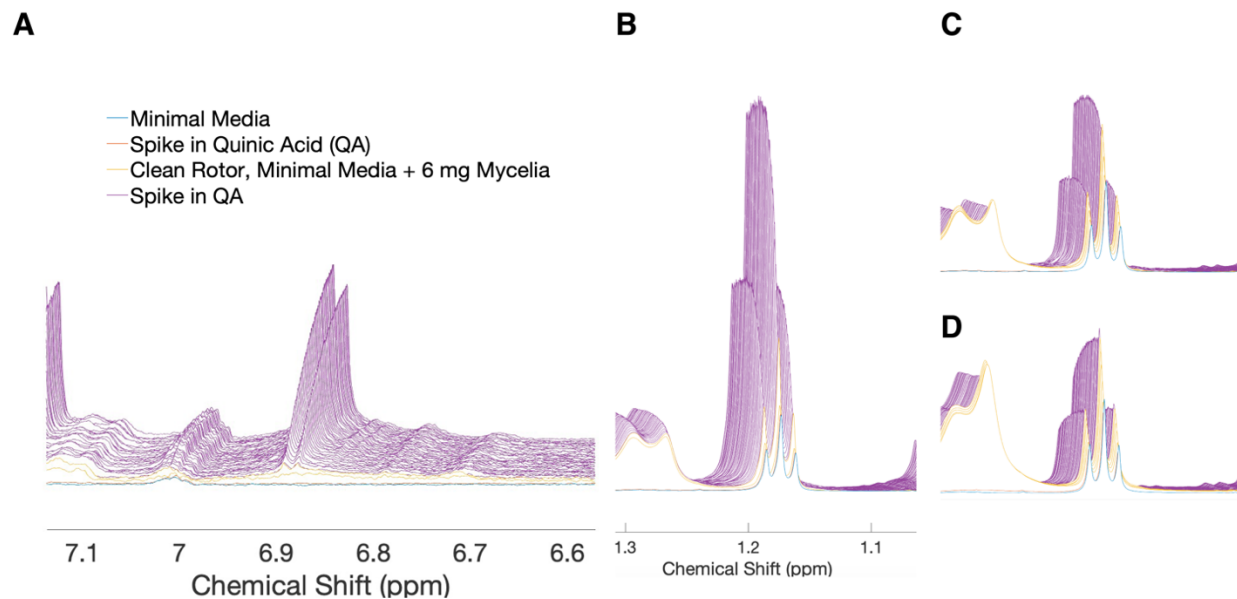 A
B
C
Minimal Media
Spike in Quinic Acid (QA)
Clean Rotor, Minimal Media + 6 mg Mycelia
Spike in QA
D
7.1 7 6.9 6.8 6.7 6.6
Chemical Shift (ppm)
1.3 1.2 1.1
Chemical Shift (ppm)